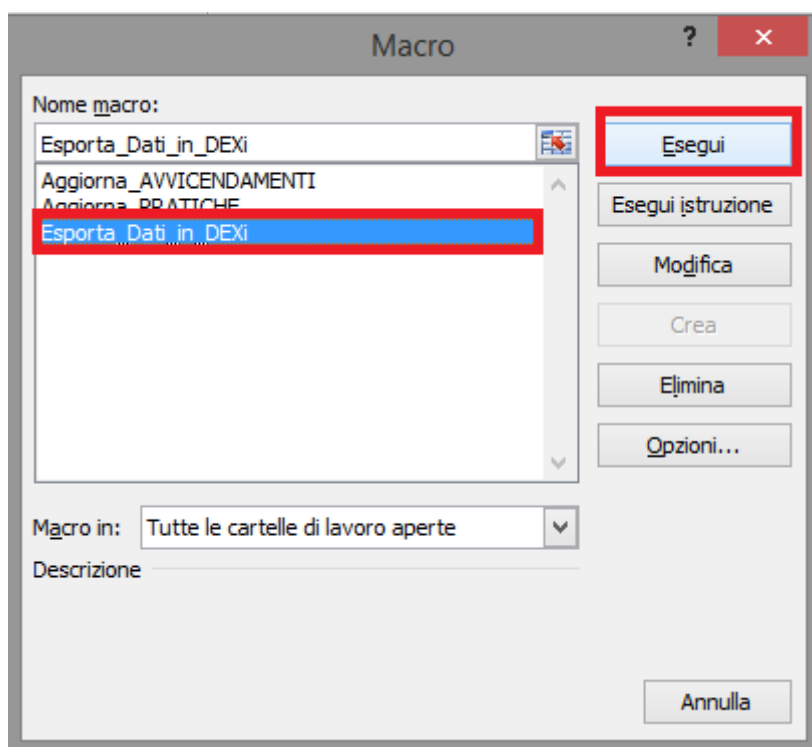 Macro
?
Nome macro:
Esporta_Dati_in_DEXi
Aggiorna_AVVICENDAMENTI
Aggiorna_PRATICHE
Esporta_Dati_in_DEXi
Esegui
Esegui istruzione
Modifica
Crea
Elimina
Opzioni...
Macro in: Tutte le cartelle di lavoro aperte
Descrizione
Annulla